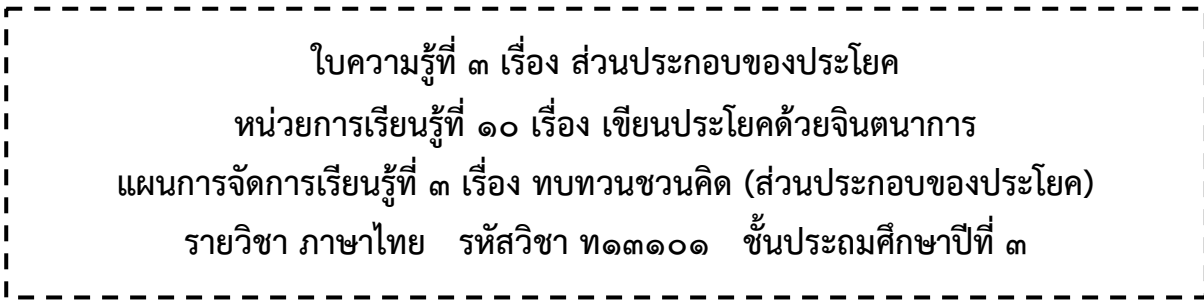 ใบความรู้ที่ ๓ เรื่อง ส่วนประกอบของประโยค
หน่วยการเรียนรู้ที่ ๑๐ เรื่อง เขียนประโยคด้วยจินตนาการ
แผนการจัดการเรียนรู้ที่ ๓ เรื่อง ทบทวนชวนคิด (ส่วนประกอบของประโยค)
รายวิชา ภาษาไทย รหัสวิชา ท๑๓๑๐๑ ชั้นประถมศึกษาปีที่ ๓